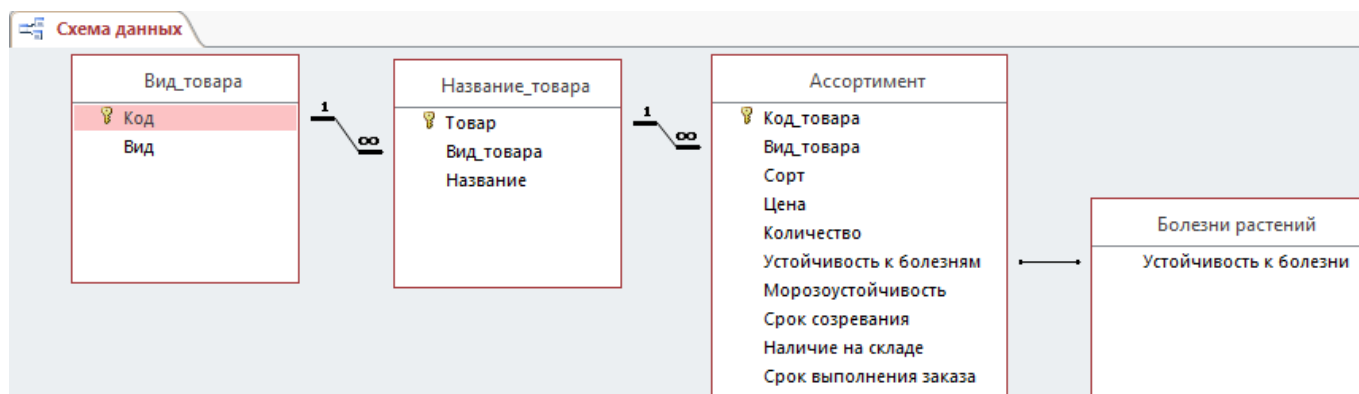 Схема данных
Вид_товара
Код
Вид
1
∞
Название_товара
Товар
Вид_товара
Название
1
∞
Ассортимент
Код_товара
Вид_товара
Сорт
Цена
Количество
Устойчивость к болезням
Морозоустойчивость
Срок созревания
Наличие на складе
Срок выполнения заказа
Болезни растений
Устойчивость к болезни